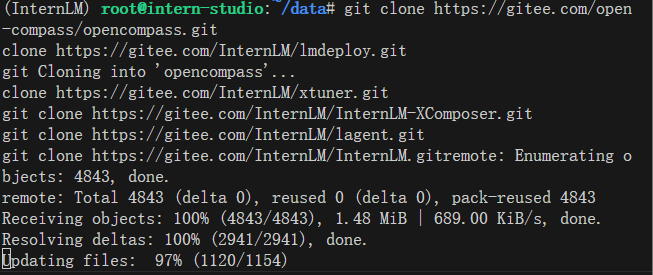 (InternLM) root@intern-studio:~/data# git clone https://gitee.com/open
-compass/opencompass.git
clone https://gitee.com/InternLM/lmdeploy.git
git Cloning into 'opencompass'...
clone https://gitee.com/InternLM/xtuner.git
git clone https://gitee.com/InternLM/InternLM-XComposer.git
git clone https://gitee.com/InternLM/lagent.git
git clone https://gitee.com/InternLM/InternLM.gitremote: Enumerating o
bjects: 4843, done.
remote: Total 4843 (delta 0), reused 0 (delta 0), pack-reused 4843
Receiving objects: 100% (4843/4843), 1.48 MiB | 689.00 KiB/s, done.
Resolving deltas: 100% (2941/2941), done.
Updating files:  97% (1120/1154)